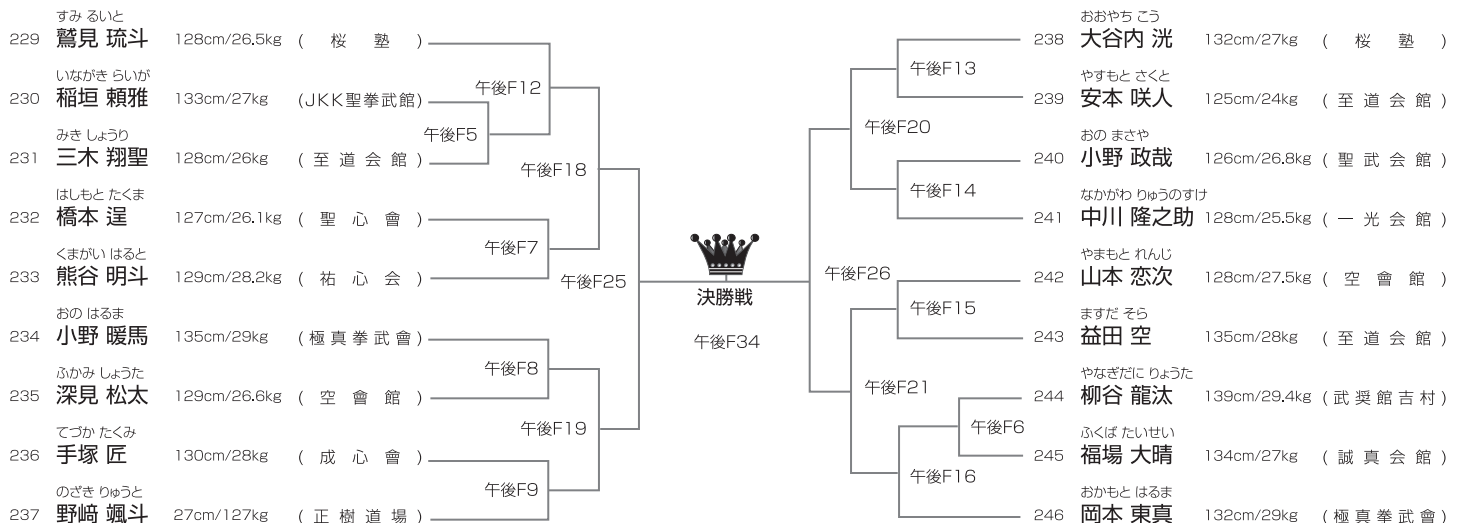 すみ るいと
229 鷲見 琉斗 128cm/26.5kg ( 桜 塾 )
いながき らいが
230 稲垣 頼雅 133cm/27kg (JKK聖拳武館)
みき しょうり
231 三木 翔聖 128cm/26kg ( 至 道 会 館 )
はしもと たくま
232 橋本 逞 127cm/26.1kg ( 聖 心 會 )
くまがい はると
233 熊谷 明斗 129cm/28.2kg ( 祐 心 会 )
おの はるま
234 小野 暖馬 135cm/29kg ( 極 真 拳 武 會 )
ふかみ しょうた
235 深見 松太 129cm/26.6kg ( 空 會 館 )
てづか たくみ
236 手塚 匠 130cm/28kg ( 成 心 會 )
のざき りゅうと
237 野﨑 颯斗 27cm/127kg ( 正 樹 道 場 )
午後F12
午後F5
午後F18
午後F7
午後F25
午後F8
午後F19
午後F9
決勝戦
午後F34
午後F13
午後F20
午後F14
午後F26
午後F15
午後F21
午後F6
午後F16
おおやち こう
238 大谷内 洸 132cm/27kg ( 桜 塾 )
やすもと さくと
239 安本 咲人 125cm/24kg ( 至 道 会 館 )
おの まさや
240 小野 政哉 126cm/26.8kg ( 聖 武 会 館 )
なかがわ りゅうのすけ
241 中川 隆之助 128cm/25.5kg ( 一 光 会 館 )
やまもと れんじ
242 山本 恋次 128cm/27.5kg ( 空 會 館 )
ますだ そら
243 益田 空 135cm/28kg ( 至 道 会 館 )
やなぎだに りょうた
244 柳谷 龍汰 139cm/29.4kg ( 武 奨 館 吉 村 )
ふくば たいせい
245 福場 大晴 134cm/27kg ( 誠 真 会 館 )
おかもと はるま
246 岡本 東真 132cm/29kg ( 極 真 拳 武 會 )